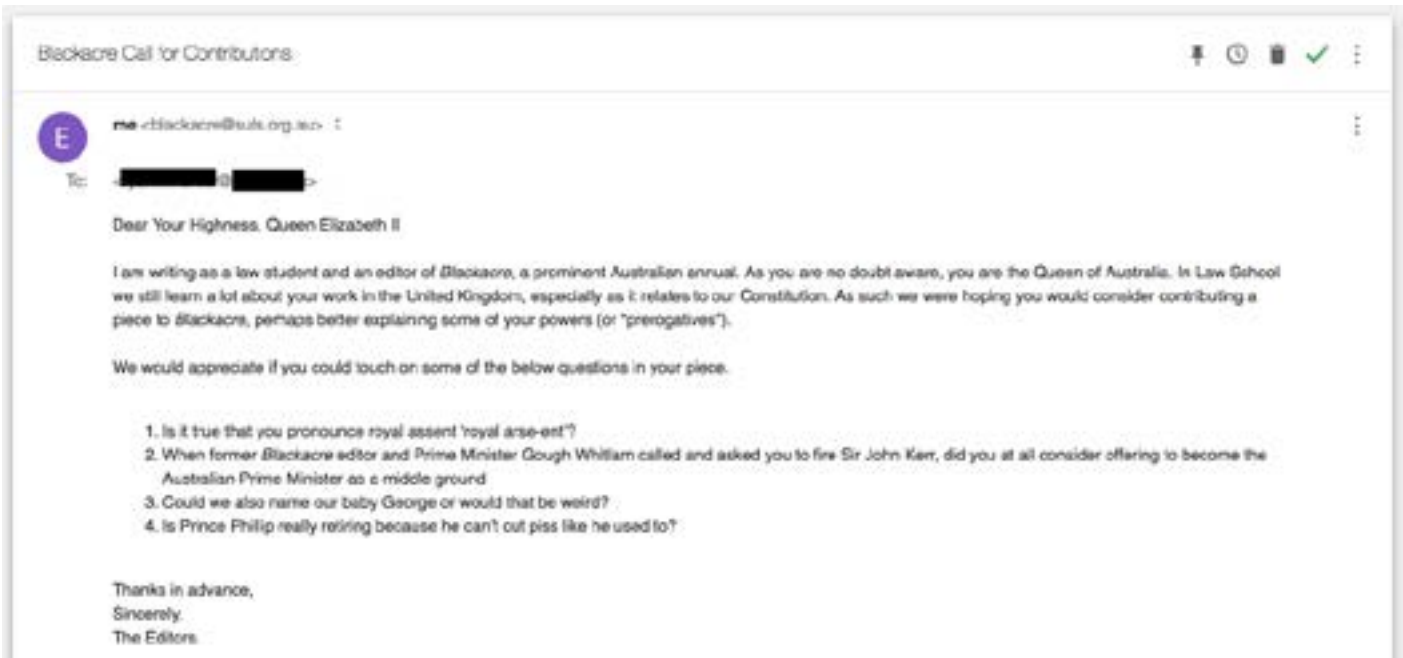 Blackacre Call for Contributions
E
me <blackacre@suls.org.au>
To:
Dear Your Highness, Queen Elizabeth II
I am writing as a law student and an editor of Blackacre, a prominent Australian annual. As you are no doubt aware, you are the Queen of Australia. In Law School
we still learn a lot about your work in the United Kingdom, especially as it relates to our Constitution. As such we were hoping you would consider contributing a
piece to Blackacre, perhaps better explaining some of your powers (or "prerogatives").
We would appreciate if you could touch on some of the below questions in your piece.
1. Is it true that you pronounce royal assent 'royal arse-ent'?
2. When former Blackacre editor and Prime Minister Gough Whitlam called and asked you to fire Sir John Kerr, did you at all consider offering to become the
Australian Prime Minister as a middle ground
3. Could we also name our baby George or would that be weird?
4. Is Prince Phillip really retiring because he can't cut piss like he used to?
Thanks in advance,
Sincerely,
The Editors